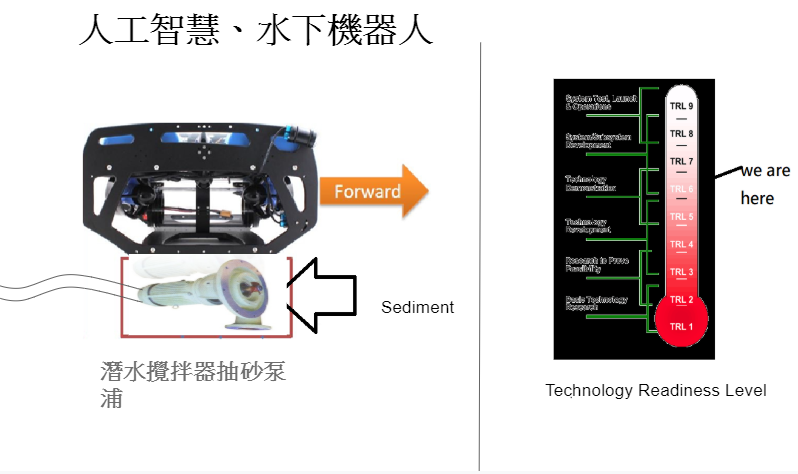 人工智慧、水下機器人
Forward
Sediment
潛水攪拌器抽砂泵
浦
System Test, Launch
& Operations
System/Subsystem
Development
Technology
Demonstration
Technology
Development
Research to Prove
Feasibility
Basic Technology
Research
TRL 9
TRL 8
TRL 7
TRL 6
TRL 5
TRL 4
TRL 3
TRL 2
TRL 1
we are
here
Technology Readiness Level